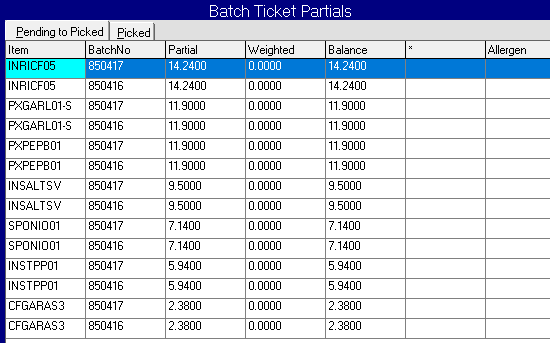 Batch Ticket Partials
Pending to Picked Picked
Item BatchNo Partial Weighted Balance * Allergen
INRICF05 850417 14.2400 0.0000 14.2400
INRICF05 850416 14.2400 0.0000 14.2400
PXGARL01-S 850417 11.9000 0.0000 11.9000
PXGARL01-S 850416 11.9000 0.0000 11.9000
PXPEPB01 850417 11.9000 0.0000 11.9000
PXPEPB01 850416 11.9000 0.0000 11.9000
INSALTSV 850417 9.5000 0.0000 9.5000
INSALTSV 850416 9.5000 0.0000 9.5000
SPONIO01 850417 7.1400 0.0000 7.1400
SPONIO01 850416 7.1400 0.0000 7.1400
INSTPP01 850417 5.9400 0.0000 5.9400
INSTPP01 850416 5.9400 0.0000 5.9400
CFGARAS3 850417 2.3800 0.0000 2.3800
CFGARAS3 850416 2.3800 0.0000 2.3800